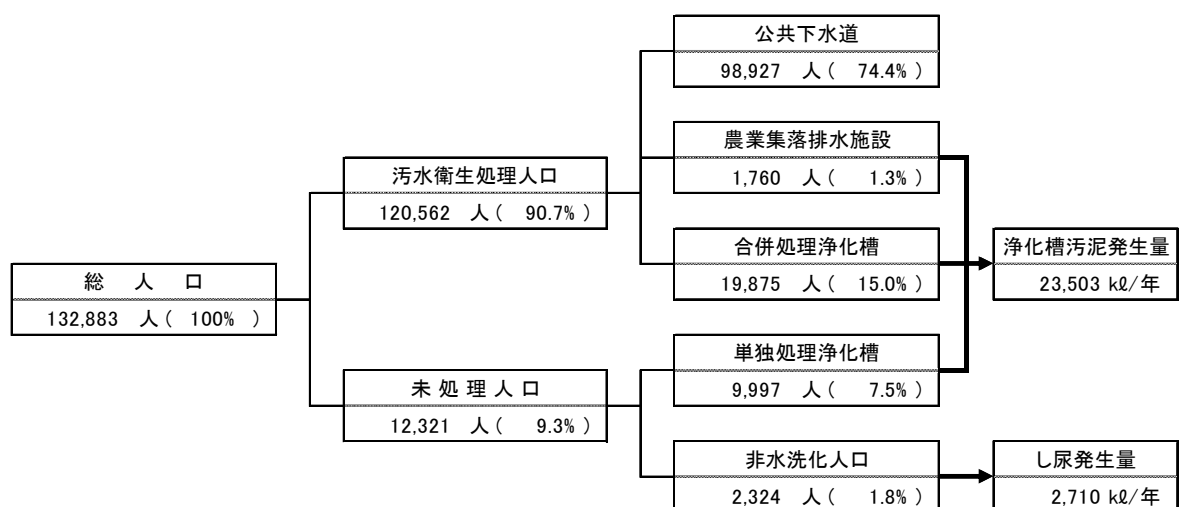 公共下水道
98,927 人( 74.4% )
農業集落排水施設
1,760 人( 1.3% )
汚水衛生処理人口
120,562 人( 90.7% )
合併処理浄化槽
19,875 人( 15.0% )
浄化槽汚泥発生量
23,503 kℓ/年
総 人 口
132,883 人( 100% )
単独処理浄化槽
9,997 人( 7.5% )
未 処 理 人 口
12,321 人( 9.3% )
非水洗化人口
2,324 人( 1.8% )
し尿発生量
2,710 kℓ/年